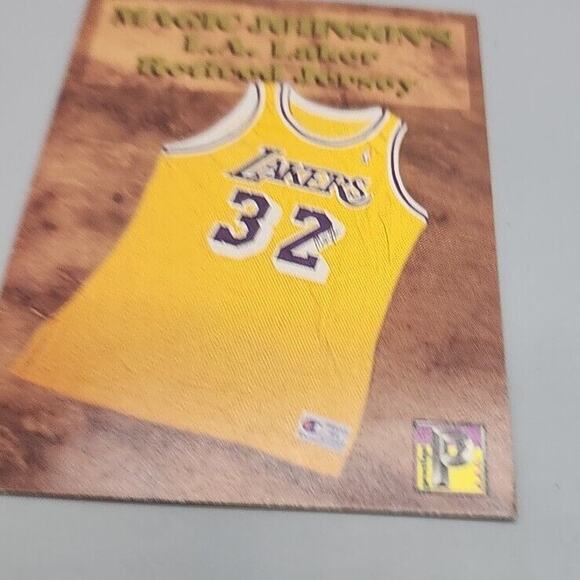 MAGIC JOHNSON'S
L.A. Laker
Retired Jersey
LAKERS
32